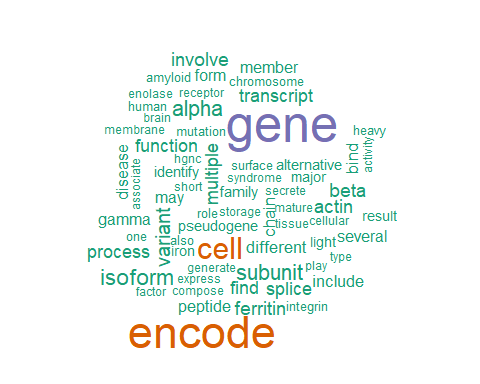 involve
member
amyloid form
chromosome
enolase receptor
transcript
human alpha
gene
brain
membrane mutation
heavy
function
hgnc
disease
associate
identify
multiple
surface alternative
bind
activity
syndrome major
short
family secrete beta
may
chain
mature actin
gamma
role storage
result
variant
pseudogene tissue cellular
one
also
cell
different light several
process
iron
type
isoform
generate
subunit
play
express
find splice include
factor compose
peptide ferritin integrin
encode